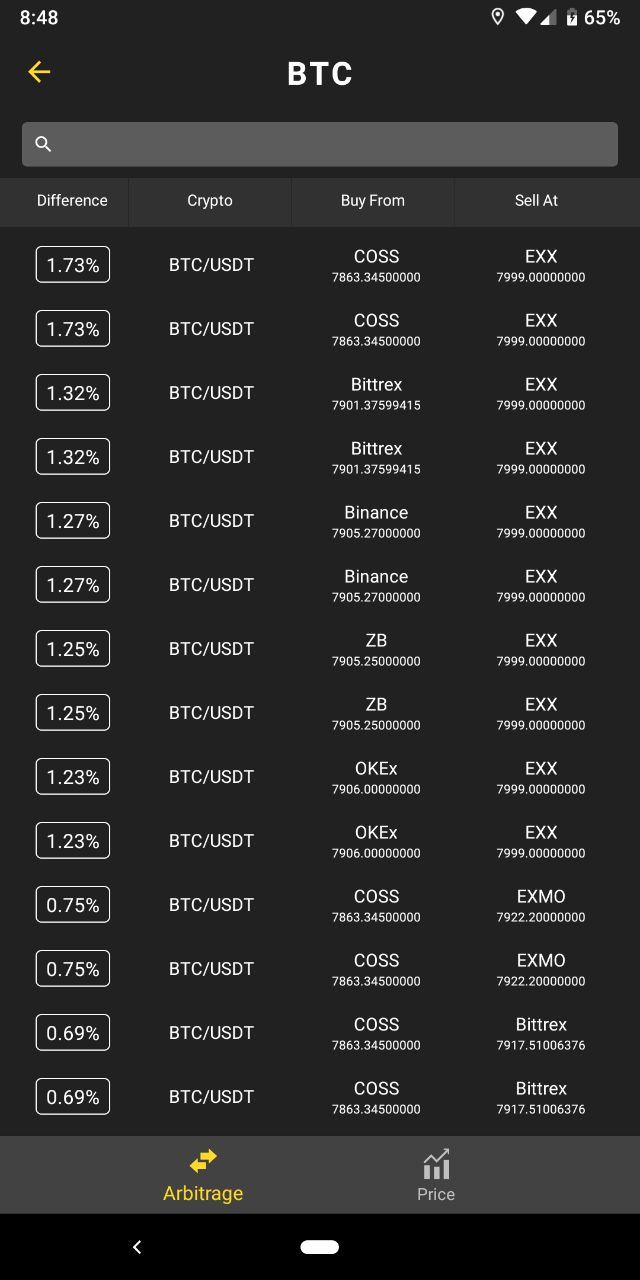 8:48 65%
BTC
Difference Crypto Buy From Sell At
1.73% BTC/USDT COSS EXX
7863.34500000 7999.00000000
1.73% BTC/USDT COSS EXX
7863.34500000 7999.00000000
1.32% BTC/USDT Bittrex EXX
7901.37599415 7999.00000000
1.32% BTC/USDT Bittrex EXX
7901.37599415 7999.00000000
1.27% BTC/USDT Binance EXX
7905.27000000 7999.00000000
1.27% BTC/USDT Binance EXX
7905.27000000 7999.00000000
1.25% BTC/USDT ZB EXX
7905.25000000 7999.00000000
1.25% BTC/USDT ZB EXX
7905.25000000 7999.00000000
1.23% BTC/USDT OKEx EXX
7906.00000000 7999.00000000
1.23% BTC/USDT OKEx EXX
7906.00000000 7999.00000000
0.75% BTC/USDT COSS EXMO
7863.34500000 7922.20000000
0.75% BTC/USDT COSS EXMO
7863.34500000 7922.20000000
0.69% BTC/USDT COSS Bittrex
7863.34500000 7917.51006376
0.69% BTC/USDT COSS Bittrex
7863.34500000 7917.51006376
Arbitrage Price